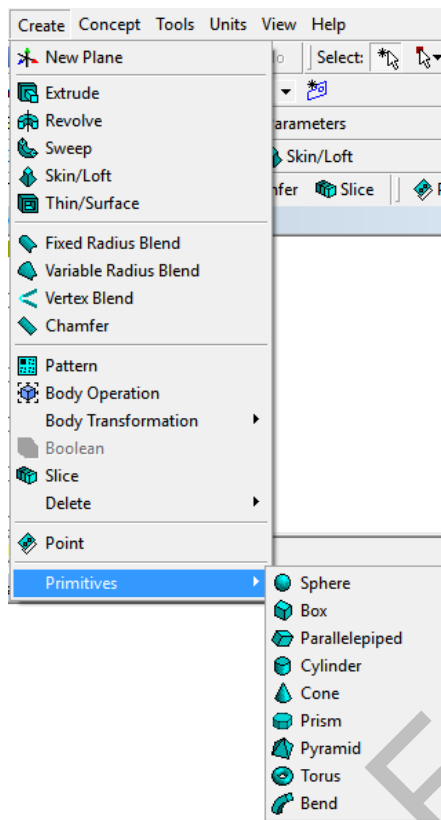 Create Concept Tools Units View Help
New Plane
Select:
Extrude
Revolve
arameters
Sweep
Skin/Loft
Skin/Loft
Thin/Surface
fer Slice
Fixed Radius Blend
Variable Radius Blend
Vertex Blend
Chamfer
Pattern
Body Operation
Body Transformation
Boolean
Slice
Delete
Point
Primitives
Sphere
Box
Parallelepiped
Cylinder
Cone
Prism
Pyramid
Torus
Bend